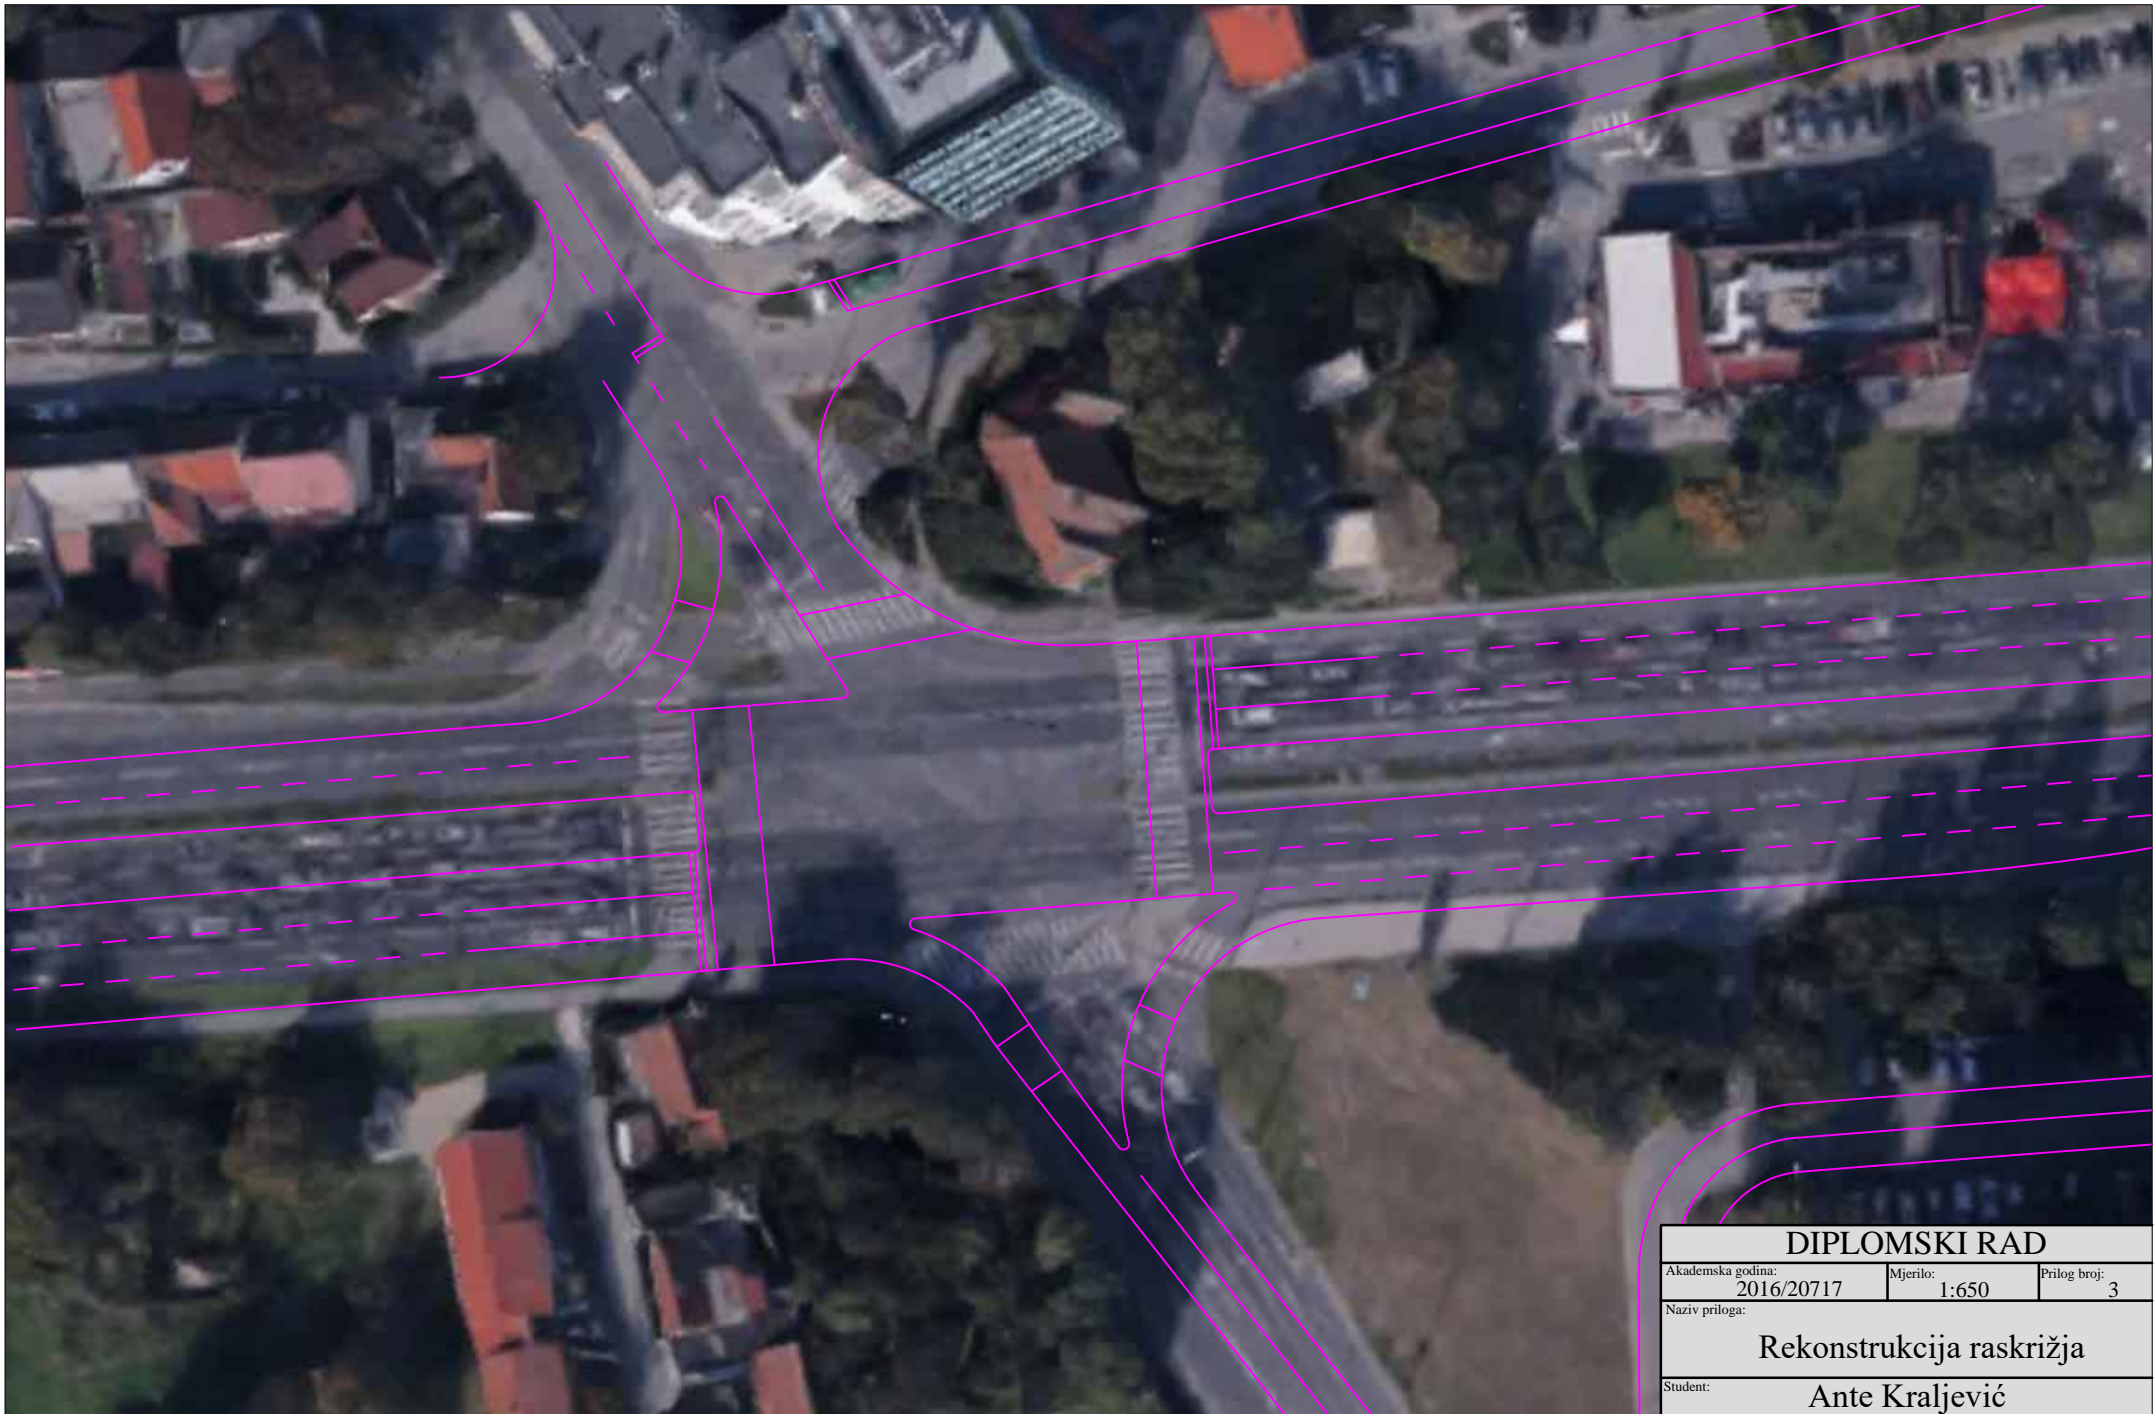 DIPLOMSKI RAD
Akademska godina: 2016/20717 Mjerilo: 1:650 Prilog broj: 3
Naziv priloga:
Rekonstrukcija raskrižja
Student: Ante Kraljević